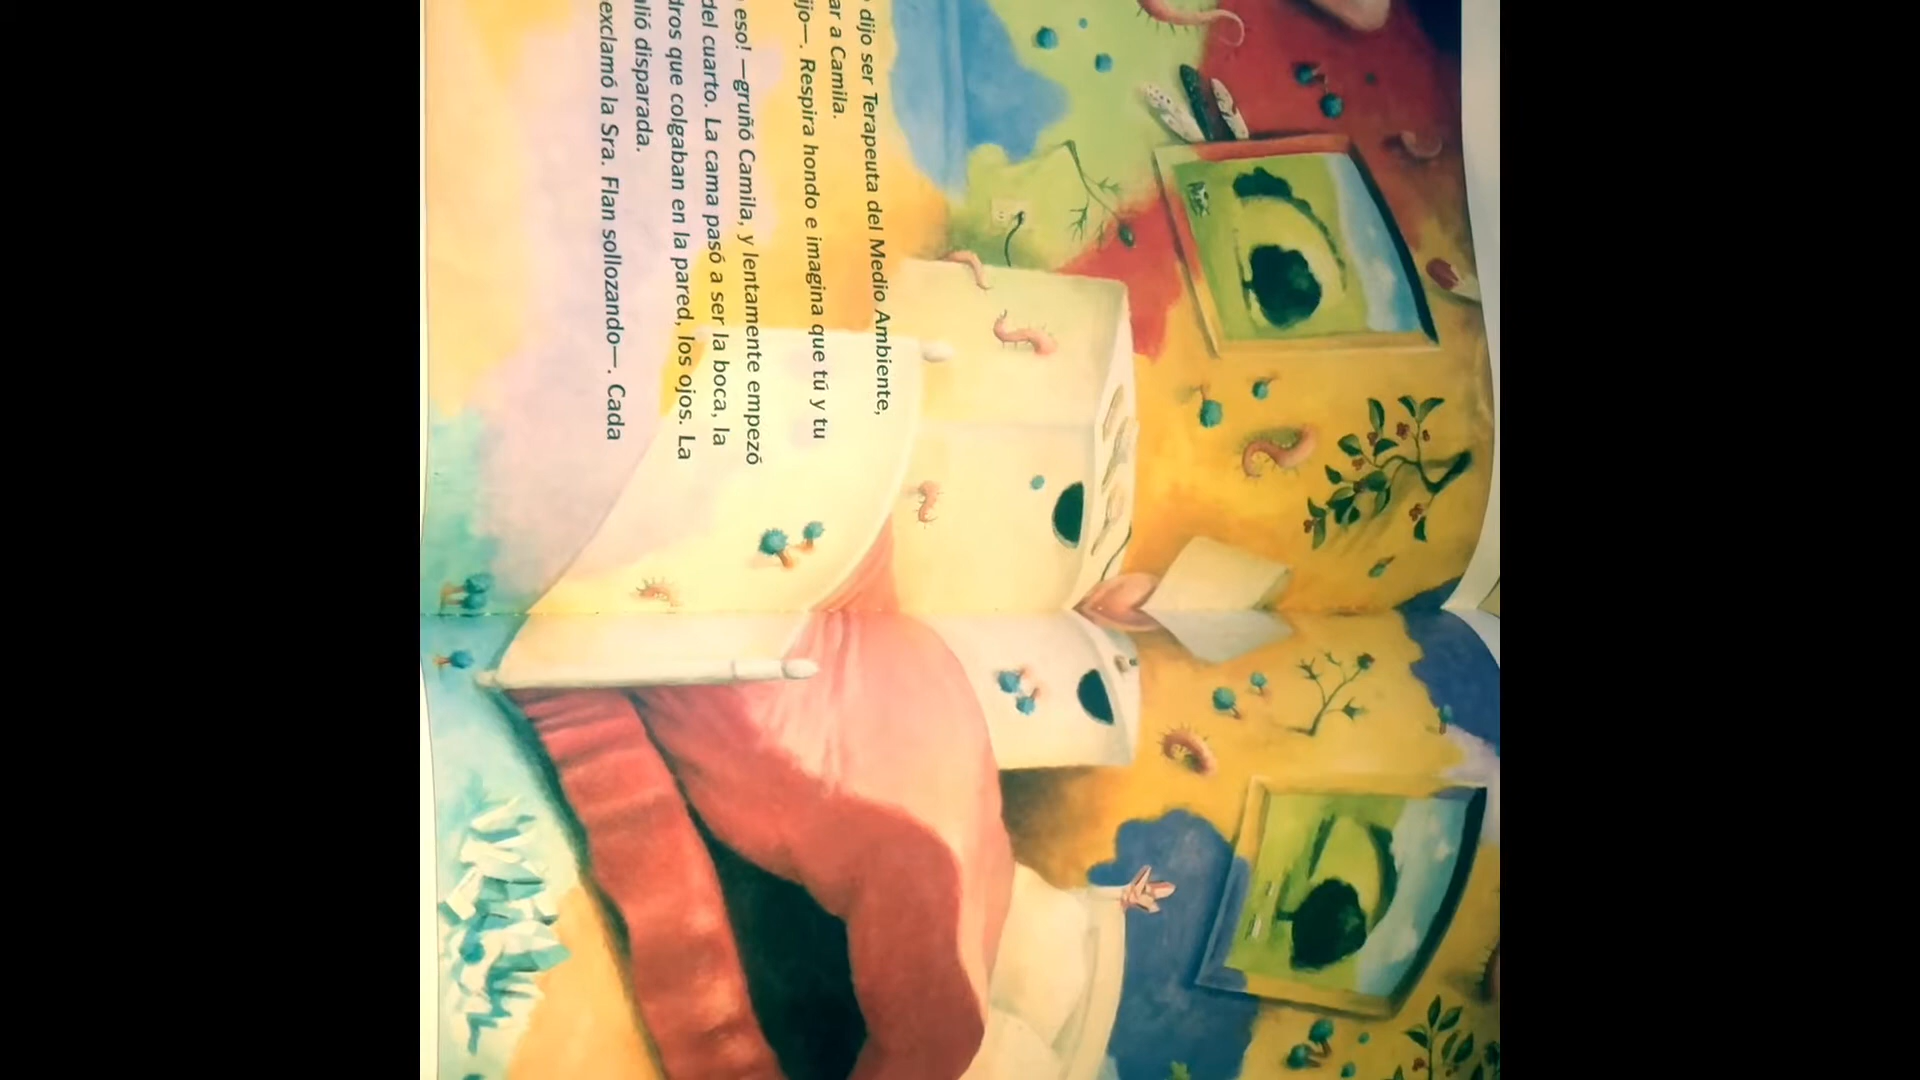 dijo ser Terapeuta del Medio Ambiente,
ar a Camila.
ijo—. Respira hondo e imagina que tú y tu
eso! —gruñó Camila, y lentamente empezó
del cuarto. La cama pasó a ser la boca, la
dros que colgaban en la pared, los ojos. La
lió disparada.
exclamó la Sra. Flan sollozando—. Cada